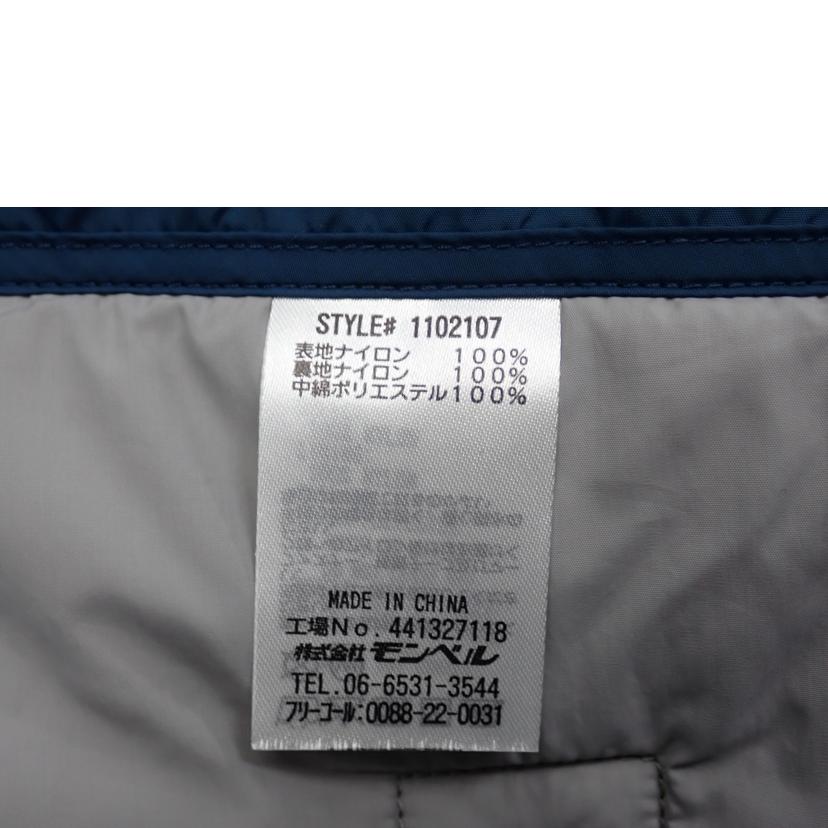 STYLE# 1102107
表地ナイロン 100%
裏地ナイロン 100%
中綿ポリエステル100%
MADE IN CHINA
工場No.441327118
株式会社モンベル
TEL.06-6531-3544
フリーコール:0088-22-0031